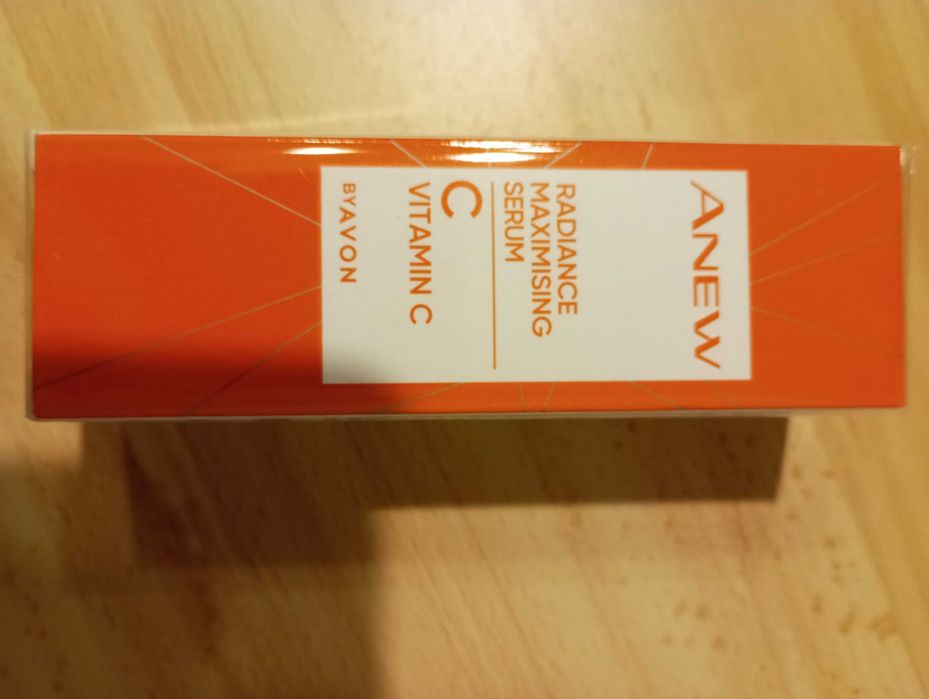 ANEW
RADIANCE
MAXIMISING
SERUM
C
VITAMIN C
BY AVON